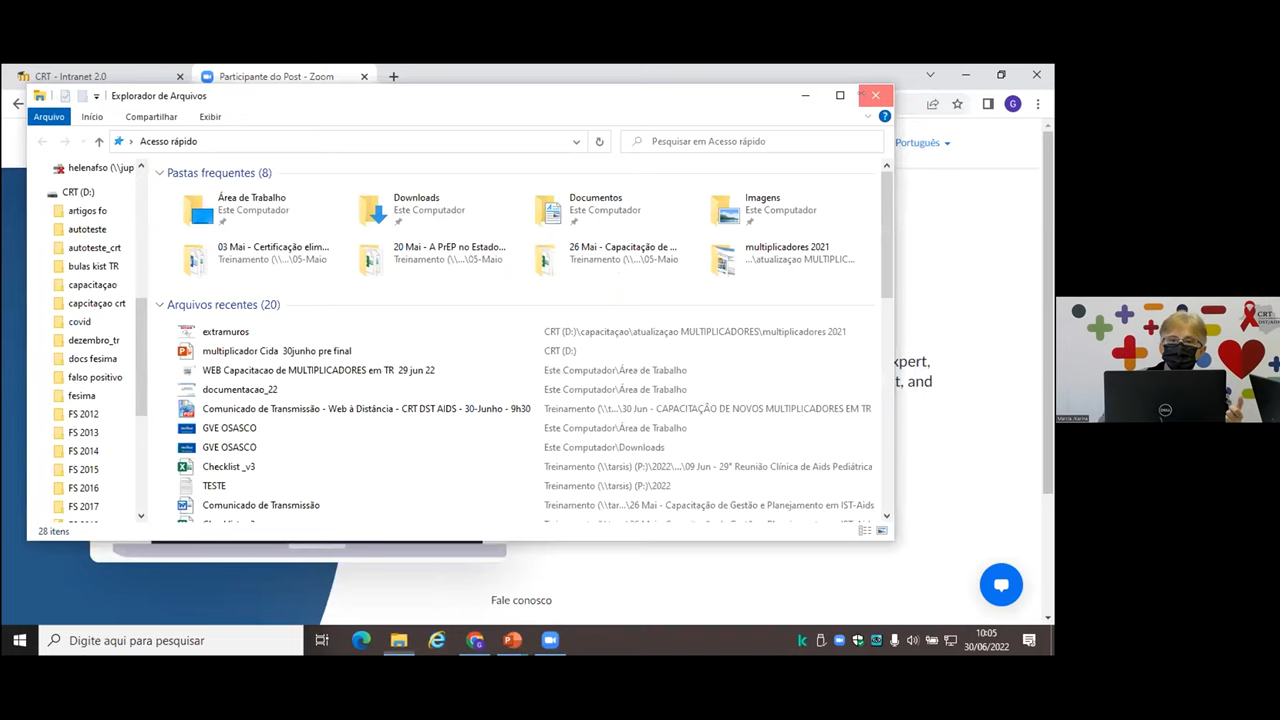 CRT - Intranet 2.0
Participante do Post - Zoom
Explorador de Arquivos
Arquivo Início Compartilhar Exibir
Acesso rápido
Pesquisar em Acesso rápido
Português
helenafso (\\jup
CRT (D:)
artigos fo
autoteste
autoteste_crt
bulas kist TR
capacitaçao
capcitaçao crt
covid
dezembro_tr
docs fesima
falso positivo
fesima
FS 2012
FS 2013
FS 2014
FS 2015
FS 2016
FS 2017
28 itens
Pastas frequentes (8)
Área de Trabalho
Este Computador
Downloads
Este Computador
Documentos
Este Computador
Imagens
Este Computador
03 Mai - Certificação elim...
Treinamento (\\...\05-Maio
20 Mai - A PrEP no Estado...
Treinamento (\\...\05-Maio
26 Mai - Capacitação de ...
Treinamento (\\...\05-Maio
multiplicadores 2021
...\atualizaçao MULTIPLIC...
Arquivos recentes (20)
extramuros CRT (D:)\capacitaçao\atualizaçao MULTIPLICADORES\multiplicadores 2021
multiplicador Cida 30junho pre final CRT (D:)
WEB Capacitacao de MULTIPLICADORES em TR 29 jun 22 Este Computador\Área de Trabalho
documentacao_22 Este Computador\Área de Trabalho
Comunicado de Transmissão - Web à Distância - CRT DST AIDS - 30-Junho - 9h30 Treinamento (\\t...\30 Jun - CAPACITAÇÃO DE NOVOS MULTIPLICADORES EM TR
GVE OSASCO Este Computador\Área de Trabalho
GVE OSASCO Este Computador\Downloads
Checklist _v3 Treinamento (\\tarsis) (P:)\2022\...\09 Jun - 29ª Reunião Clínica de Aids Pediátrica
TESTE Treinamento (\\tarsis) (P:)\2022
Comunicado de Transmissão Treinamento (\\tar...\26 Mai - Capacitação de Gestão e Planejamento em IST-Aids
xpert,
t, and
Fale conosco
Digite aqui para pesquisar
10:05
30/06/2022
CRT
DST/AIDS
DELL